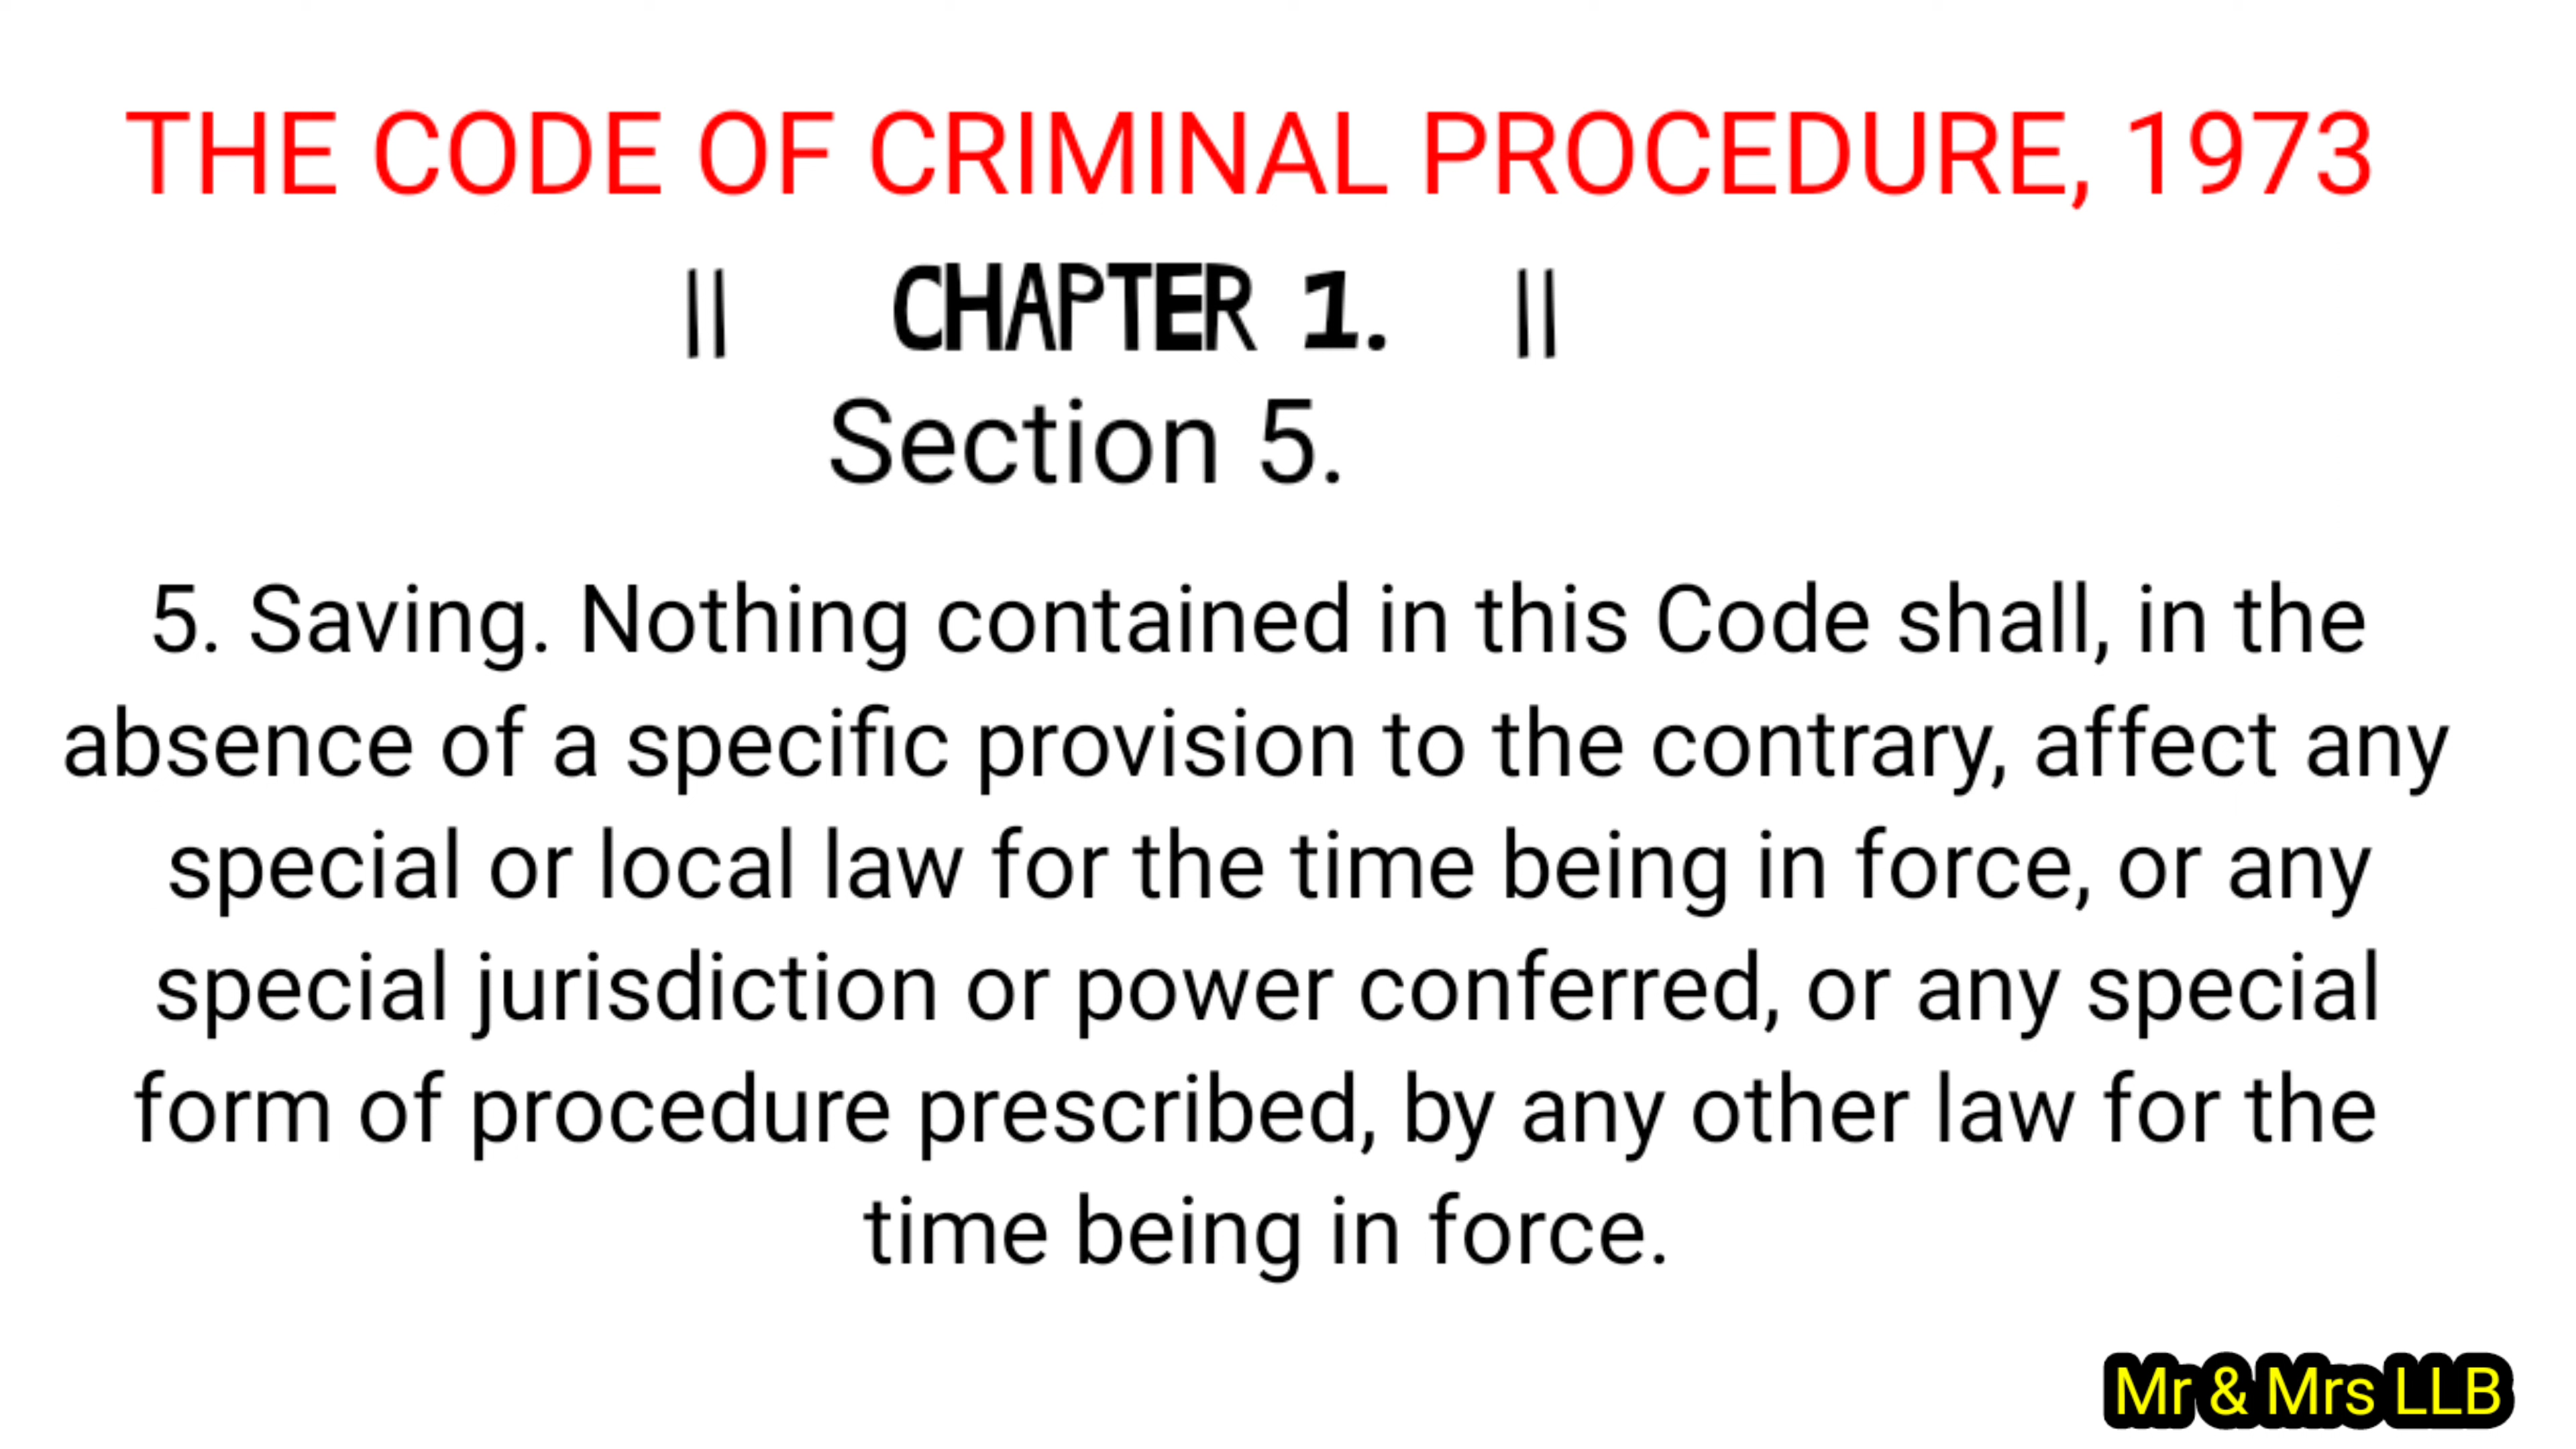 THE CODE OF CRIMINAL PROCEDURE, 1973
|| CHAPTER 1. ||
Section 5.
5. Saving. Nothing contained in this Code shall, in the
absence of a specific provision to the contrary, affect any
special or local law for the time being in force, or any
special jurisdiction or power conferred, or any special
form of procedure prescribed, by any other law for the
time being in force.
Mr & Mrs LLB